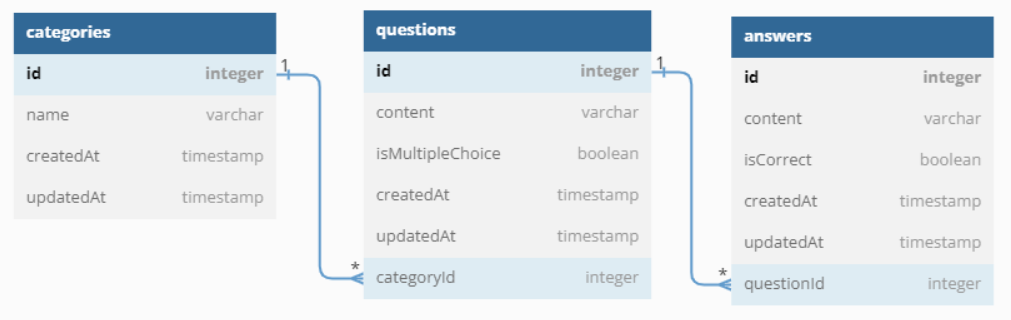 categories
id integer
name varchar
createdAt timestamp
updatedAt timestamp
1
*
questions
id integer
content varchar
isMultipleChoice boolean
createdAt timestamp
updatedAt timestamp
categoryId integer
1
*
answers
id integer
content varchar
isCorrect boolean
createdAt timestamp
updatedAt timestamp
questionId integer